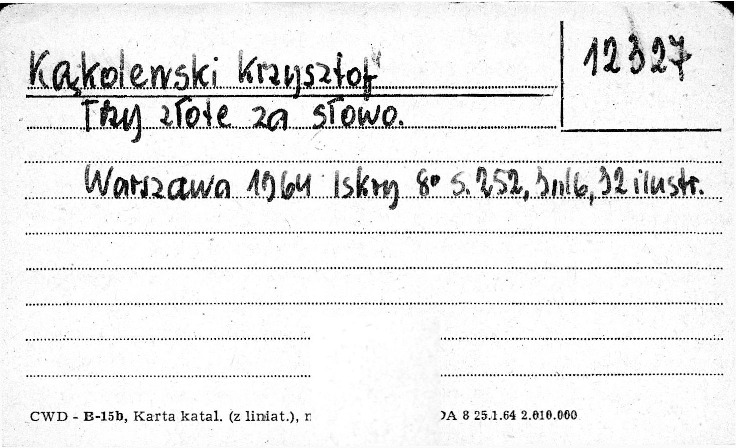 Kąkolewski Krzysztof
12327
Trzy złote za słowo.
Warszawa 1964 Iskry 8° s. 252, 32 ilustr.
CWD - B-15b, Karta katal. (z liniat.),
DA 8 25.1.64 2.010.000